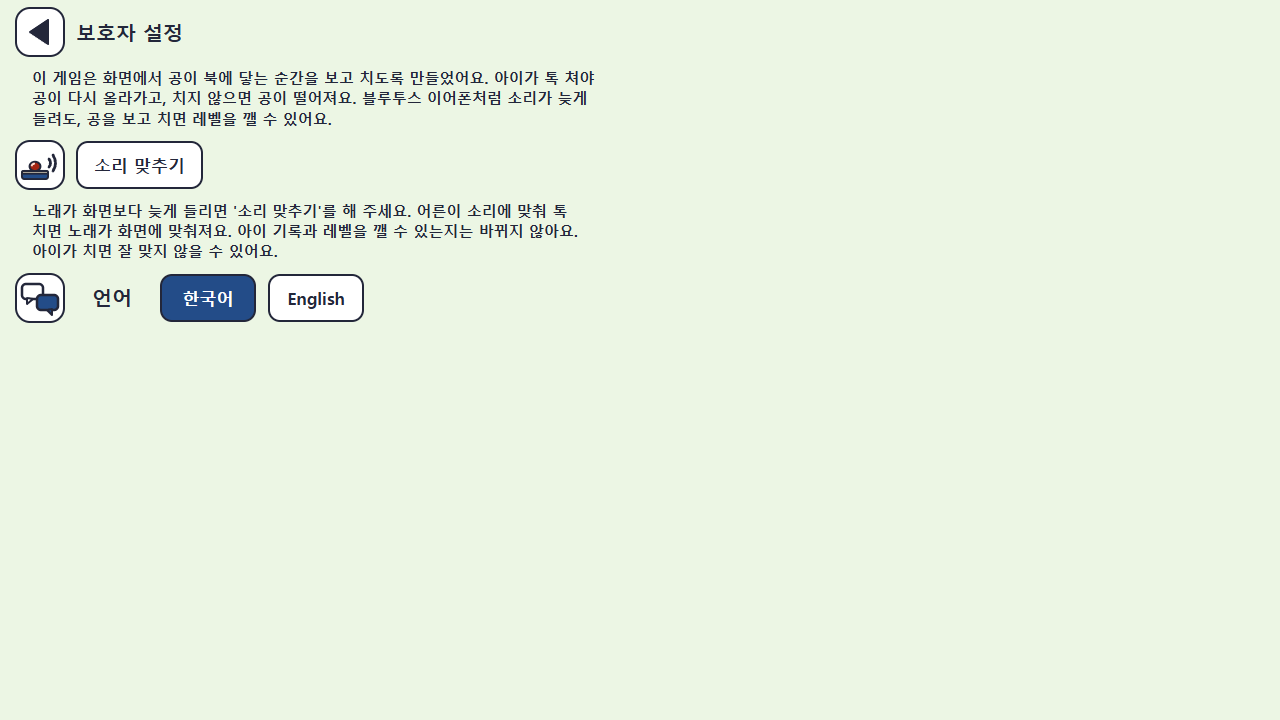 보호자 설정
이 게임은 화면에서 공이 북에 닿는 순간을 보고 치도록 만들었어요. 아이가 톡 쳐야
공이 다시 올라가고, 치지 않으면 공이 떨어져요. 블루투스 이어폰처럼 소리가 늦게
들려도, 공을 보고 치면 레벨을 깰 수 있어요.
소리 맞추기
노래가 화면보다 늦게 들리면 '소리 맞추기'를 해 주세요. 어른이 소리에 맞춰 톡
치면 노래가 화면에 맞춰져요. 아이 기록과 레벨을 깰 수 있는지는 바뀌지 않아요.
아이가 치면 잘 맞지 않을 수 있어요.
언어 한국어 English